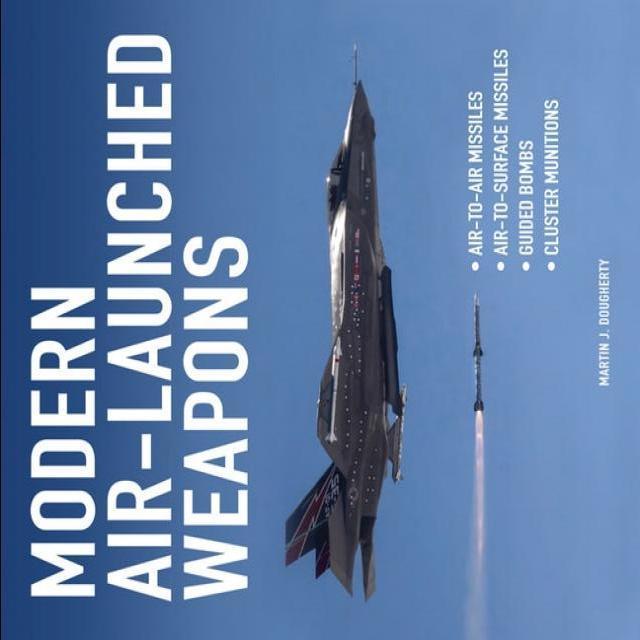 MODERN
AIR-LAUNCHED
WEAPONS
• AIR-TO-AIR MISSILES
• AIR-TO-SURFACE MISSILES
• GUIDED BOMBS
• CLUSTER MUNITIONS
MARTIN J. DOUGHERTY